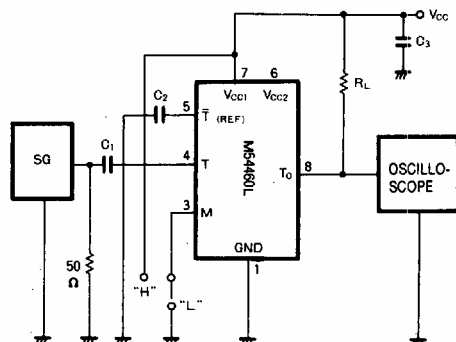 VCC
C3
RL
7
6
C2
5
VCC1
VCC2
T̄
(REF)
M54460L
SG
C1
4
T
TO
8
OSCILLO-
SCOPE
3
M
50
Ω
"H"
"L"
GND
1